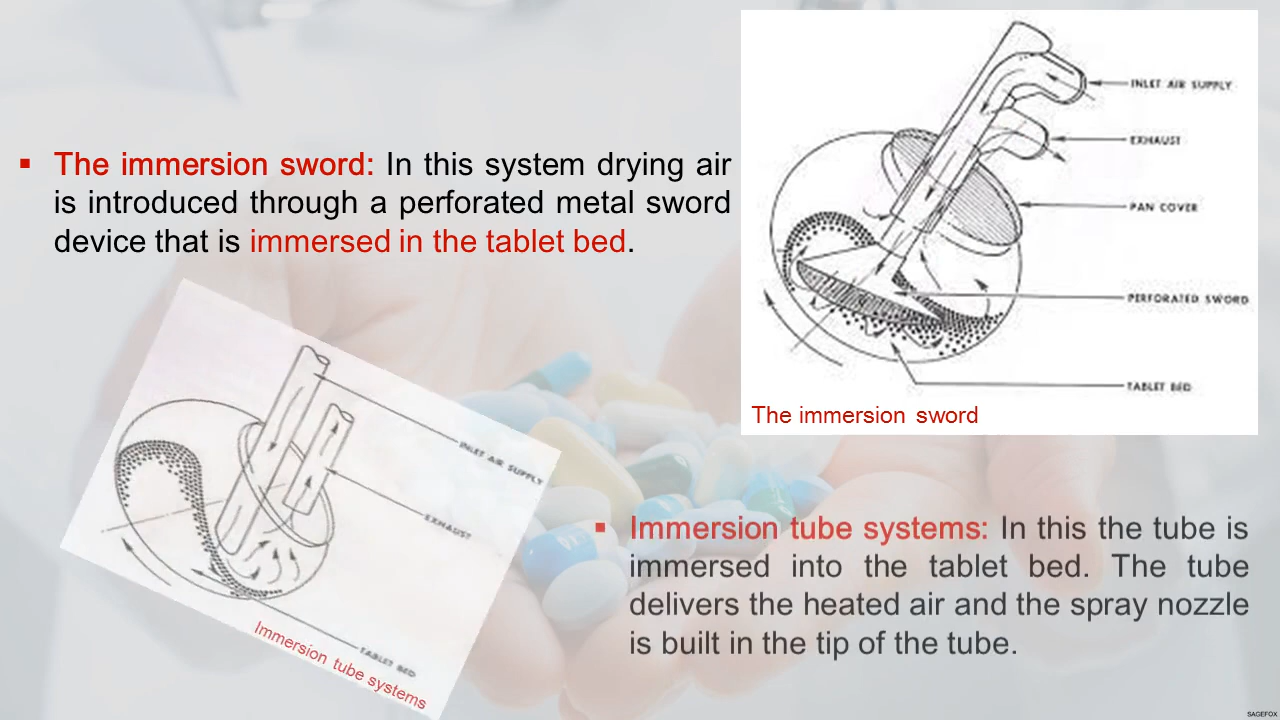 ▪ The immersion sword: In this system drying air
is introduced through a perforated metal sword
device that is immersed in the tablet bed.
INLET AIR SUPPLY
EXHAUST
PAN COVER
PERFORATED SWORD
TABLET BED
The immersion sword
INLET AIR SUPPLY
EXHAUST
TABLET BED
Immersion tube systems
▪ Immersion tube systems: In this the tube is
immersed into the tablet bed. The tube
delivers the heated air and the spray nozzle
is built in the tip of the tube.
SAGEFOX